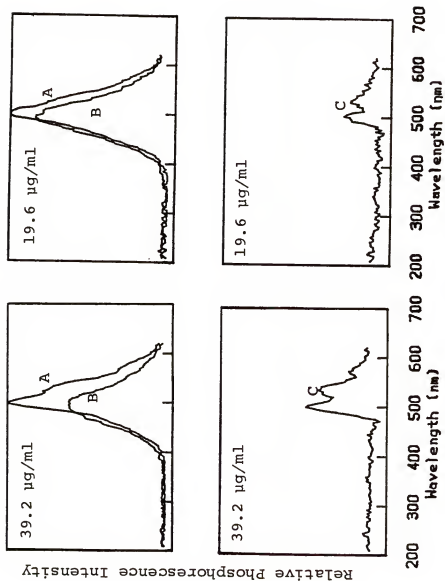 19.6 µg/ml
A
B
19.6 µg/ml
C
200 300 400 500 600 700
Wavelength (nm)
39.2 µg/ml
A
B
39.2 µg/ml
C
200 300 400 500 600 700
Wavelength (nm)
Relative Phosphorescence Intensity